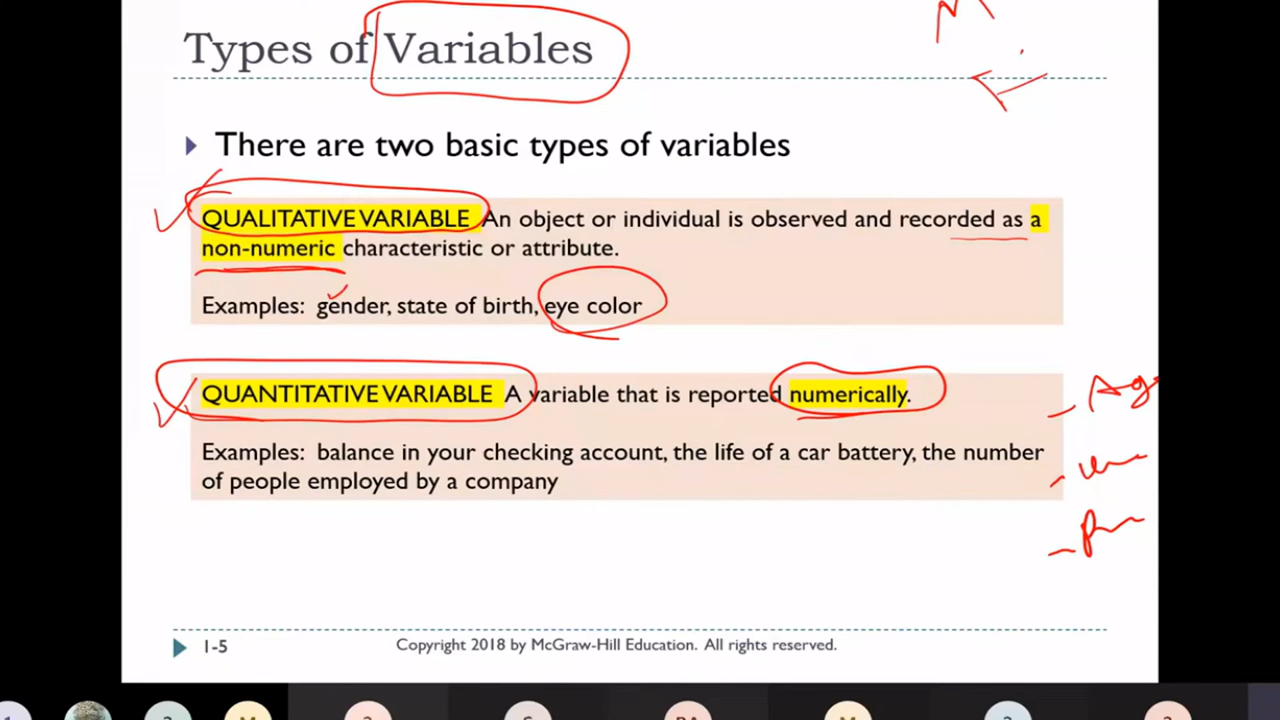 Types of Variables
There are two basic types of variables
QUALITATIVE VARIABLE An object or individual is observed and recorded as a
non-numeric characteristic or attribute.
Examples: gender, state of birth, eye color
QUANTITATIVE VARIABLE A variable that is reported numerically.
Examples: balance in your checking account, the life of a car battery, the number
of people employed by a company
1-5
Copyright 2018 by McGraw-Hill Education. All rights reserved.